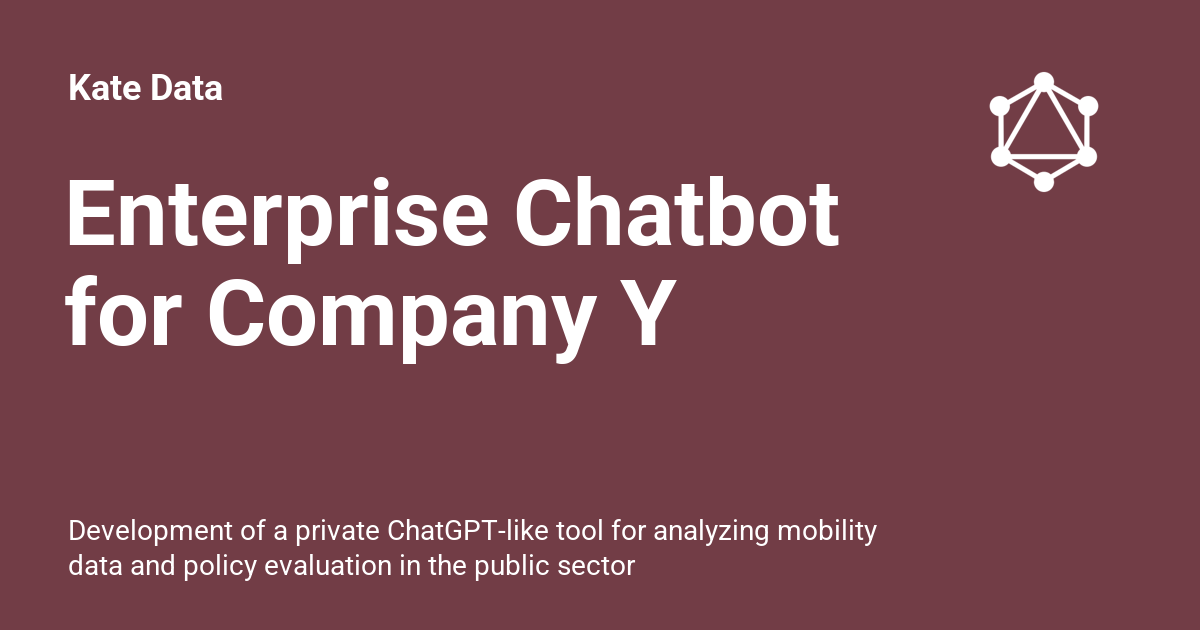 Kate Data
Enterprise Chatbot
for Company Y
Development of a private ChatGPT-like tool for analyzing mobility
data and policy evaluation in the public sector